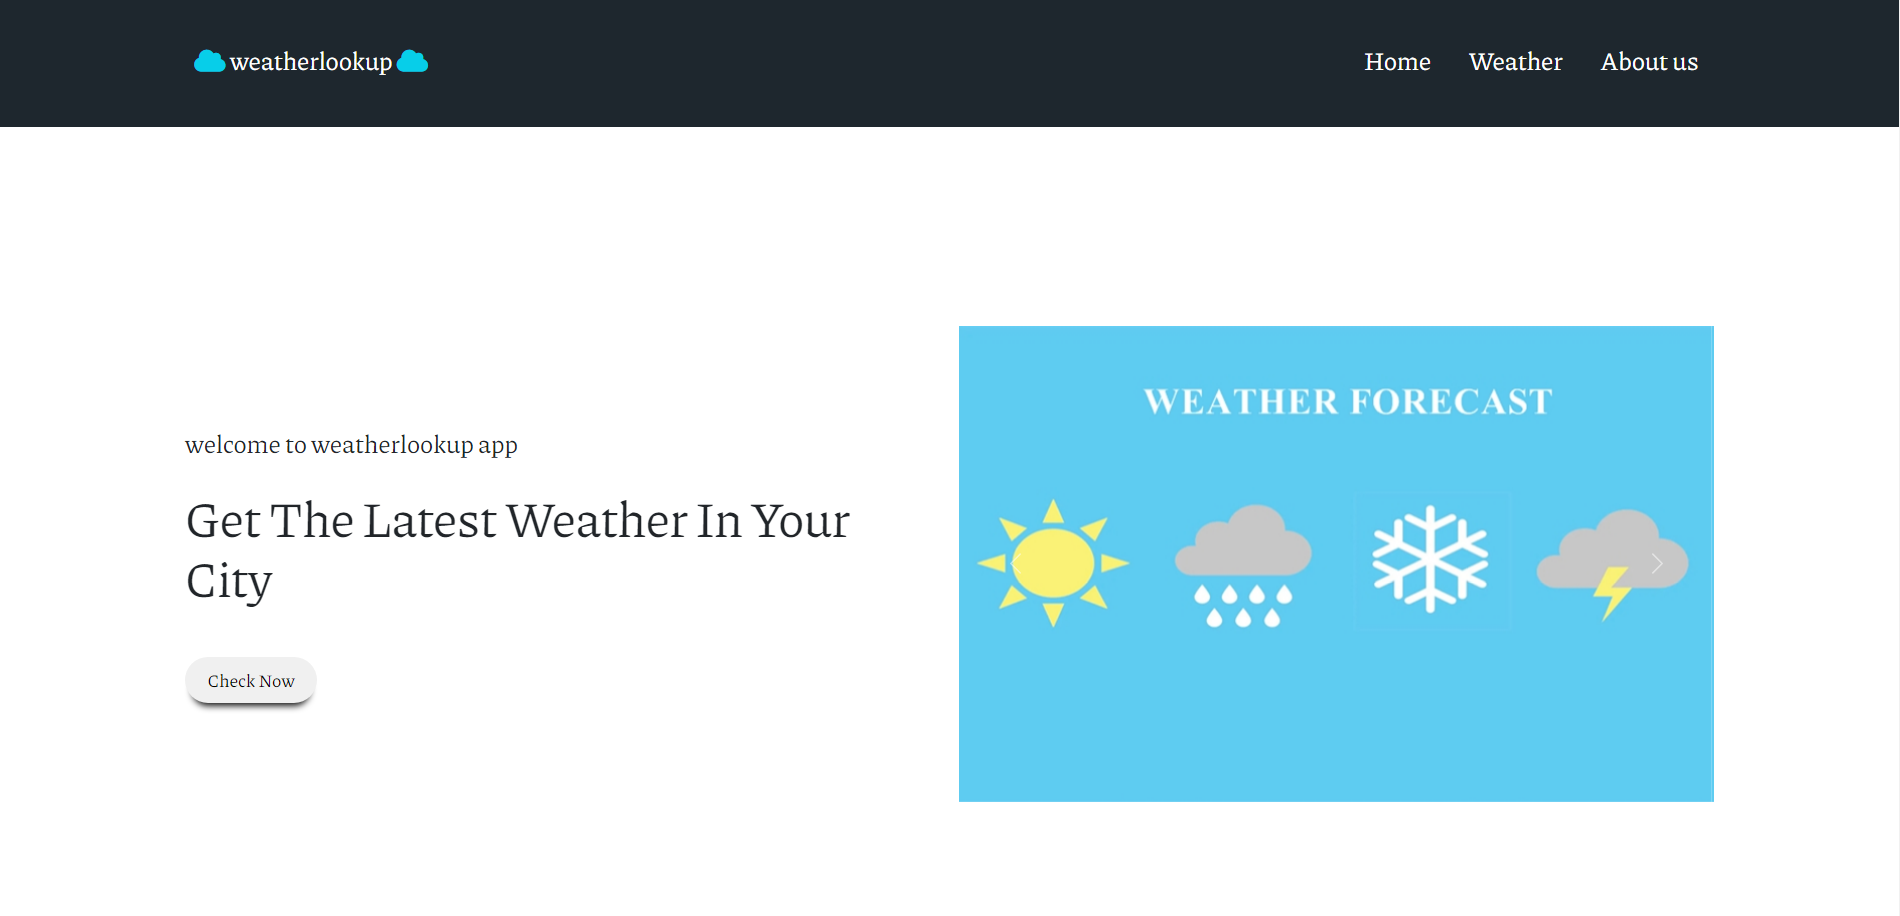 weatherlookup
Home
Weather
About us
welcome to weatherlookup app
Get The Latest Weather In Your
City
Check Now
WEATHER FORECAST